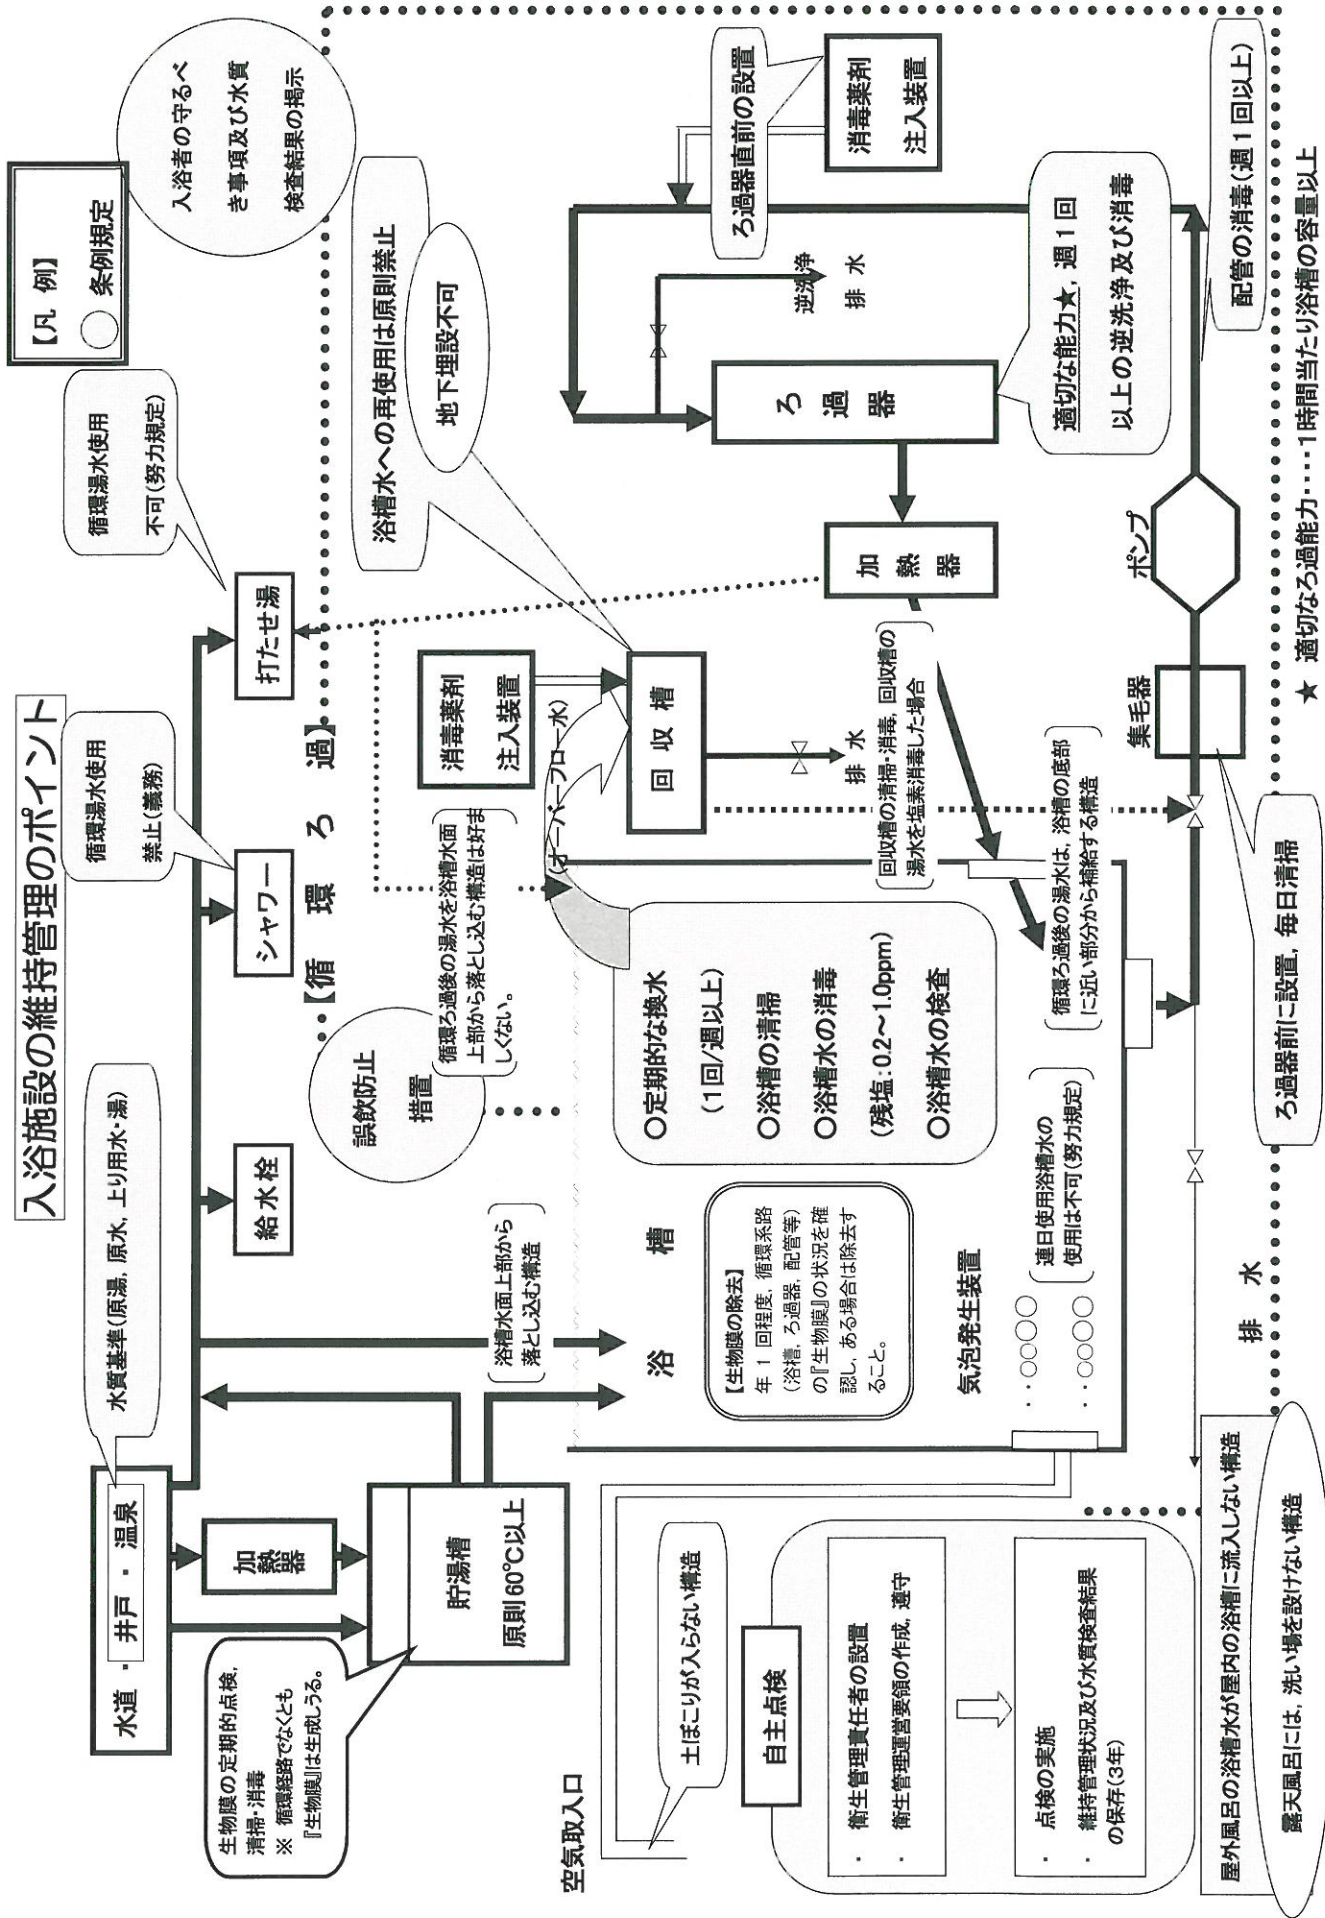 入浴施設の維持管理のポイント
【凡　例】
○ 条例規定
水道 ・ 井戸 ・ 温泉
水質基準(原湯, 原水, 上り用水・湯)
給水栓
シャワー
循環湯水使用
禁止(義務)
打たせ湯
循環湯水使用
不可(努力規定)
入浴者の守るべ
き事項及び水質
検査結果の掲示
加熱器
生物膜の定期的点検,
清掃・消毒
※ 循環経路でなくとも
『生物膜』は生成しうる。
貯湯槽
原則60℃以上
【循　環　ろ　過】
誤飲防止
措置
浴槽水面上部から
落とし込む構造
循環ろ過後の湯水を浴槽水面
上部から落とし込む構造は好ま
しくない。
(オーバーフロー水)
消毒薬剤
注入装置
回　収　槽
浴槽水への再使用は原則禁止
地下埋設不可
排　水
回収槽の清掃・消毒, 回収槽の
湯水を塩素消毒した場合
ろ過器直前の設置
消毒薬剤
注入装置
逆洗浄
排　水
ろ過器
適切な能力★, 週1回
以上の逆洗浄及び消毒
加熱器
浴　槽
【生物膜の除去】
年 1 回程度, 循環系路
(浴槽, ろ過器, 配管等)
の『生物膜』の状況を確
認し, ある場合は除去す
ること。
○定期的な換水
(1回/週以上)
○浴槽の清掃
○浴槽水の消毒
(残塩:0.2～1.0ppm)
○浴槽水の検査
気泡発生装置
・・○○○○
・・○○○○
連日使用浴槽水の
使用は不可(努力規定)
循環ろ過後の湯水は, 浴槽の底部
に近い部分から補給する構造
集毛器
ポンプ
ろ過器前に設置, 毎日清掃
配管の消毒(週1回以上)
排　水
空気取入口
土ぼこりが入らない構造
自主点検
・ 衛生管理責任者の設置
・ 衛生管理運営要領の作成, 遵守
・ 点検の実施
・ 維持管理状況及び水質検査結果
の保存(3年)
屋外風呂の浴槽水が屋内の浴槽に流入しない構造
露天風呂には, 洗い場を設けない構造
★ 適切なろ過能力････1時間当たり浴槽の容量以上